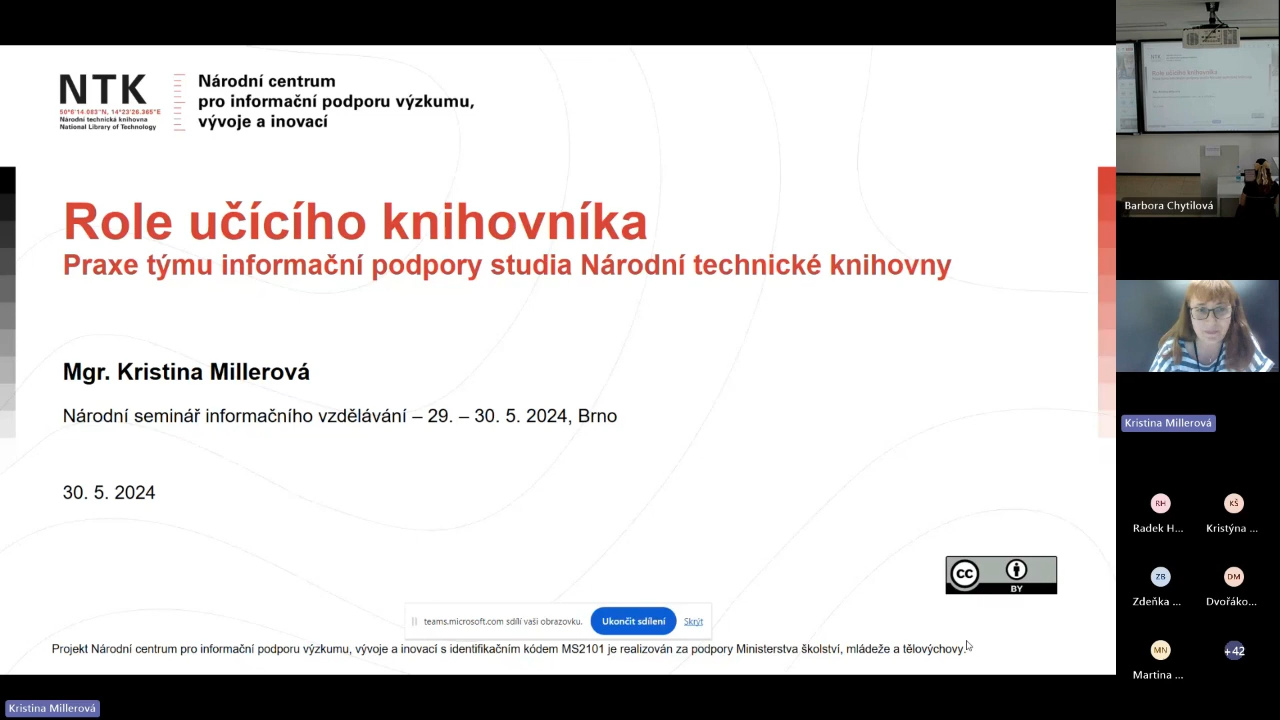 NTK
50°6'14.083''N, 14°23'26.365''E
Národní technická knihovna
National Library of Technology
Národní centrum
pro informační podporu výzkumu,
vývoje a inovací
Role učícího knihovníka
Praxe týmu informační podpory studia Národní technické knihovny
Mgr. Kristina Millerová
Národní seminář informačního vzdělávání – 29. – 30. 5. 2024, Brno
30. 5. 2024
CC BY
teams.microsoft.com sdílí vaši obrazovku.
Ukončit sdílení
Skrýt
Projekt Národní centrum pro informační podporu výzkumu, vývoje a inovací s identifikačním kódem MS2101 je realizován za podpory Ministerstva školství, mládeže a tělovýchovy.
Kristina Millerová
Role učícího knihovníka
Barbora Chytilová
Kristina Millerová
RH
KŠ
Radek H...
Kristýna ...
ZB
DM
Zdeňka ...
Dvořáko...
MN
+42
Martina ...